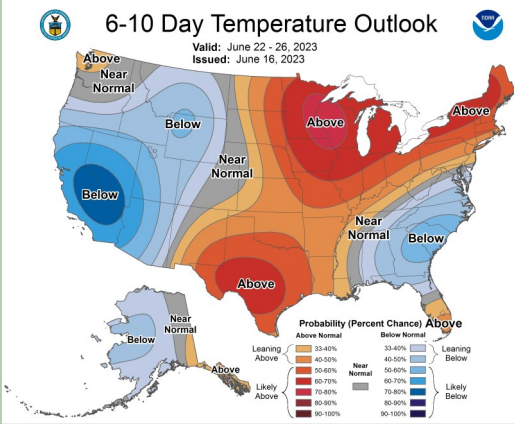 6-10 Day Temperature Outlook
Valid: June 22 - 26, 2023
Issued: June 16, 2023
NOAA
Above
Near
Normal
Below
Near
Normal
Below
Above
Above
Near
Normal
Below
Above
Below
Near
Normal
Above
Above
Probability (Percent Chance)
Above Normal
Below Normal
Leaning
Above
33-40%
40-50%
Likely
Above
50-60%
60-70%
70-80%
80-90%
90-100%
Near
Normal
33-40%
40-50%
Leaning
Below
50-60%
60-70%
70-80%
80-90%
90-100%
Likely
Below